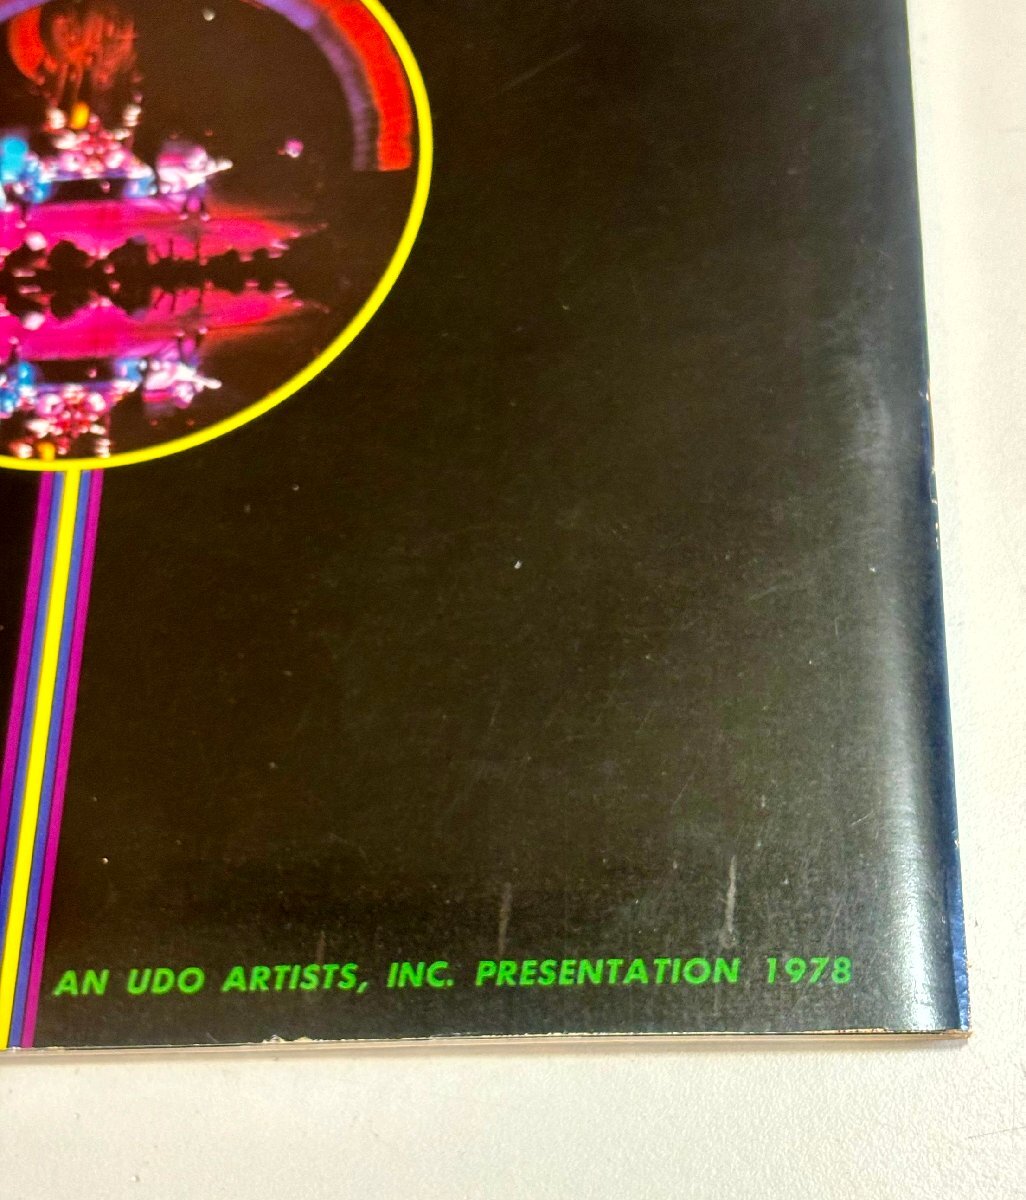 AN UDO ARTISTS, INC. PRESENTATION 1978